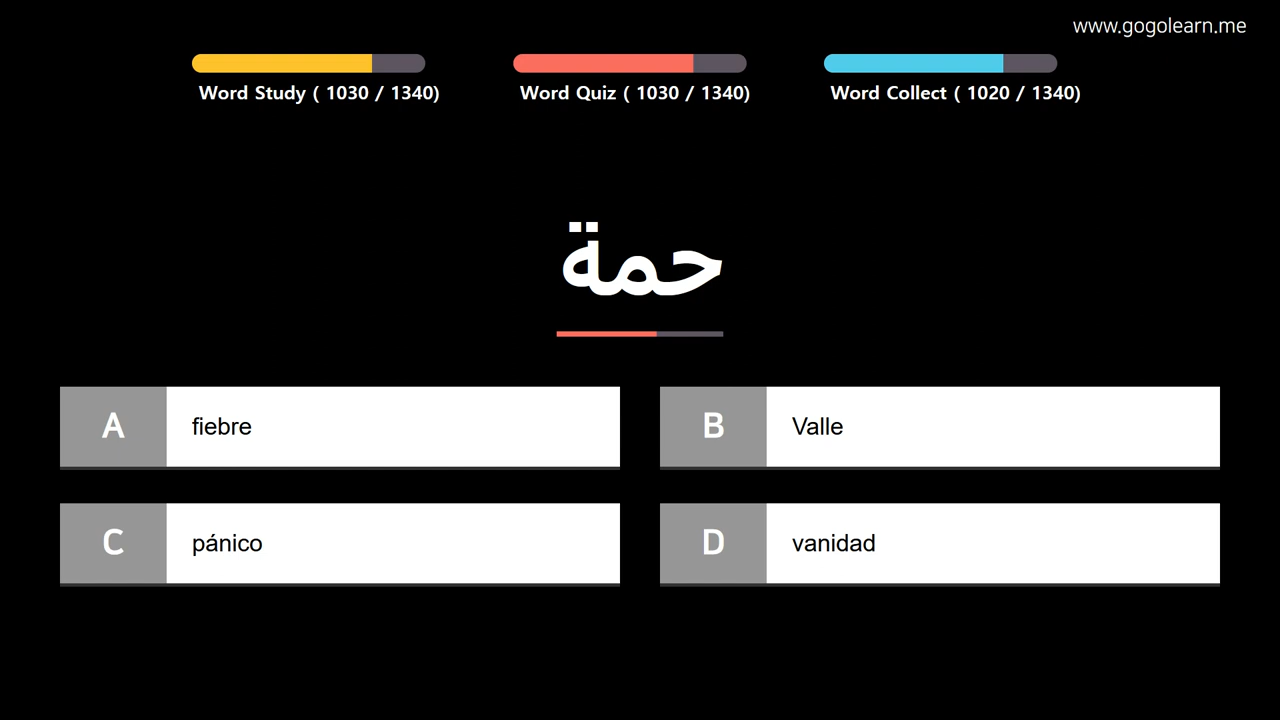 www.gogolearn.me
Word Study ( 1030 / 1340)
Word Quiz ( 1030 / 1340)
Word Collect ( 1020 / 1340)
حمة
A fiebre
B Valle
C pánico
D vanidad